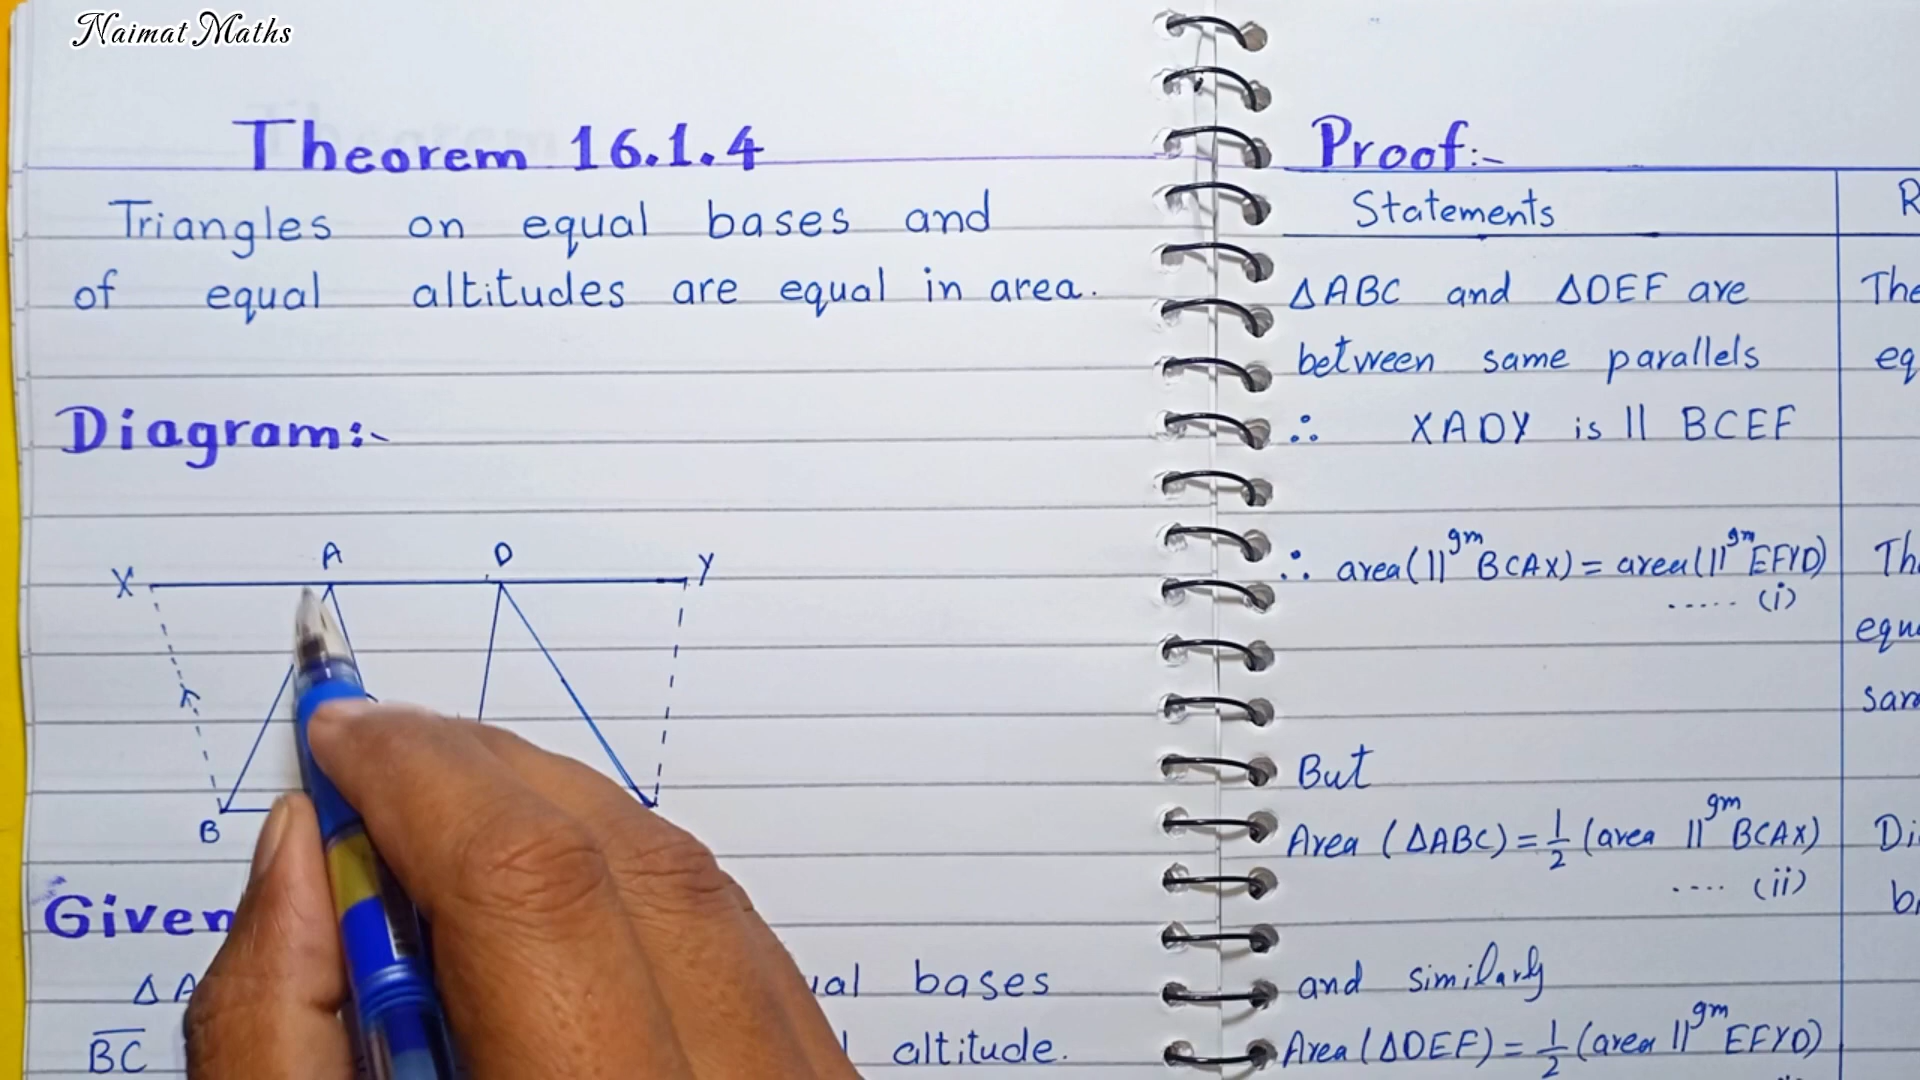 Naimat Maths
Theorem 16.1.4
Triangles on equal bases and
of equal altitudes are equal in area.
Diagram:-
X A D Y
B
Given
bases
BC altitude.
Proof:-
Statements
ΔABC and ΔDEF are
between same parallels
∴ XADY is || BCEF
∴ area(||gm BCAX) = area(||gm EFYD)
..... (i)
But
Area (ΔABC) = 1/2 (area ||gm BCAX)
.... (ii)
and similarly
Area (ΔDEF) = 1/2 (area ||gm EFYD)